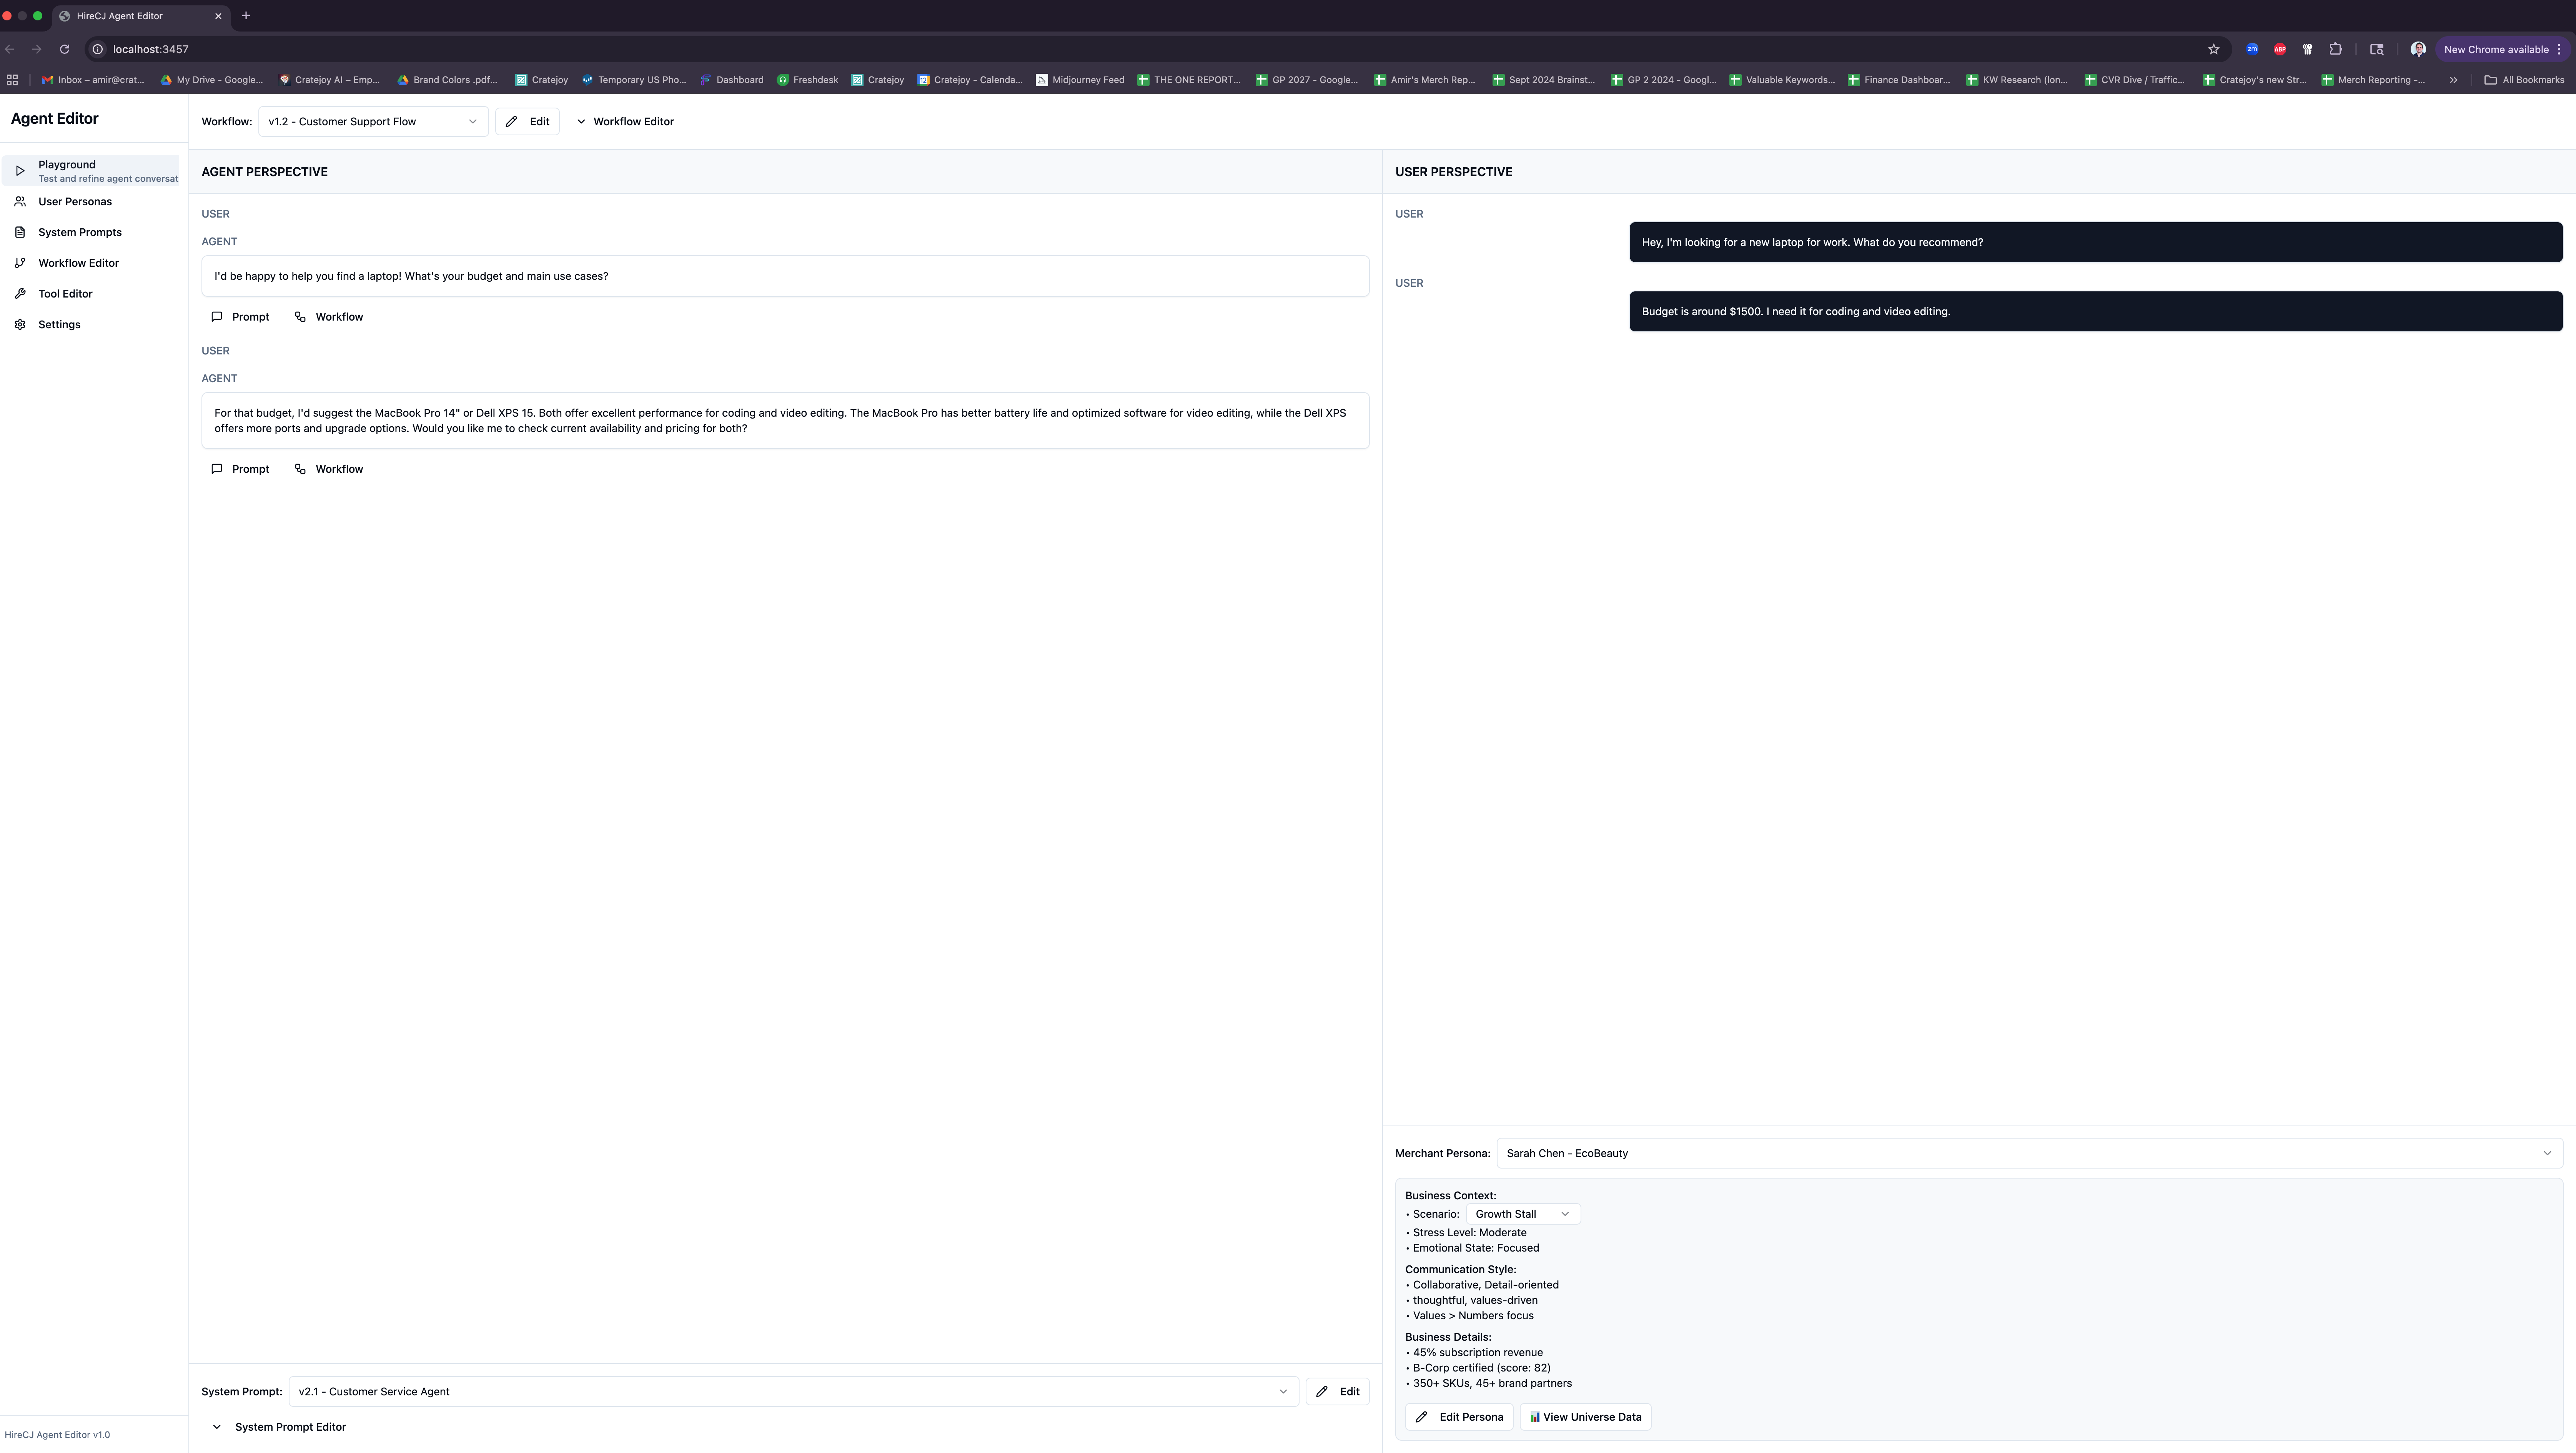 HireCJ Agent Editor
localhost:3457
zm
ABP
New Chrome available
Inbox – amir@crat...
My Drive - Google...
Cratejoy AI – Emp...
Brand Colors .pdf...
Cratejoy
Temporary US Pho...
Dashboard
Freshdesk
Cratejoy
Cratejoy - Calenda...
Midjourney Feed
THE ONE REPORT...
GP 2027 - Google...
Amir's Merch Rep...
Sept 2024 Brainst...
GP 2 2024 - Googl...
Valuable Keywords...
Finance Dashboar...
KW Research (lon...
CVR Dive / Traffic...
Cratejoy's new Str...
Merch Reporting -...
All Bookmarks
Agent Editor
Playground
Test and refine agent conversat
User Personas
System Prompts
Workflow Editor
Tool Editor
Settings
HireCJ Agent Editor v1.0
Workflow:
v1.2 - Customer Support Flow
Edit
Workflow Editor
AGENT PERSPECTIVE
USER
AGENT
I'd be happy to help you find a laptop! What's your budget and main use cases?
Prompt
Workflow
USER
AGENT
For that budget, I'd suggest the MacBook Pro 14" or Dell XPS 15. Both offer excellent performance for coding and video editing. The MacBook Pro has better battery life and optimized software for video editing, while the Dell XPS
offers more ports and upgrade options. Would you like me to check current availability and pricing for both?
Prompt
Workflow
System Prompt:
v2.1 - Customer Service Agent
Edit
System Prompt Editor
USER PERSPECTIVE
USER
Hey, I'm looking for a new laptop for work. What do you recommend?
USER
Budget is around $1500. I need it for coding and video editing.
Merchant Persona:
Sarah Chen - EcoBeauty
Business Context:
• Scenario: Growth Stall
• Stress Level: Moderate
• Emotional State: Focused
Communication Style:
• Collaborative, Detail-oriented
• thoughtful, values-driven
• Values > Numbers focus
Business Details:
• 45% subscription revenue
• B-Corp certified (score: 82)
• 350+ SKUs, 45+ brand partners
Edit Persona
📊 View Universe Data